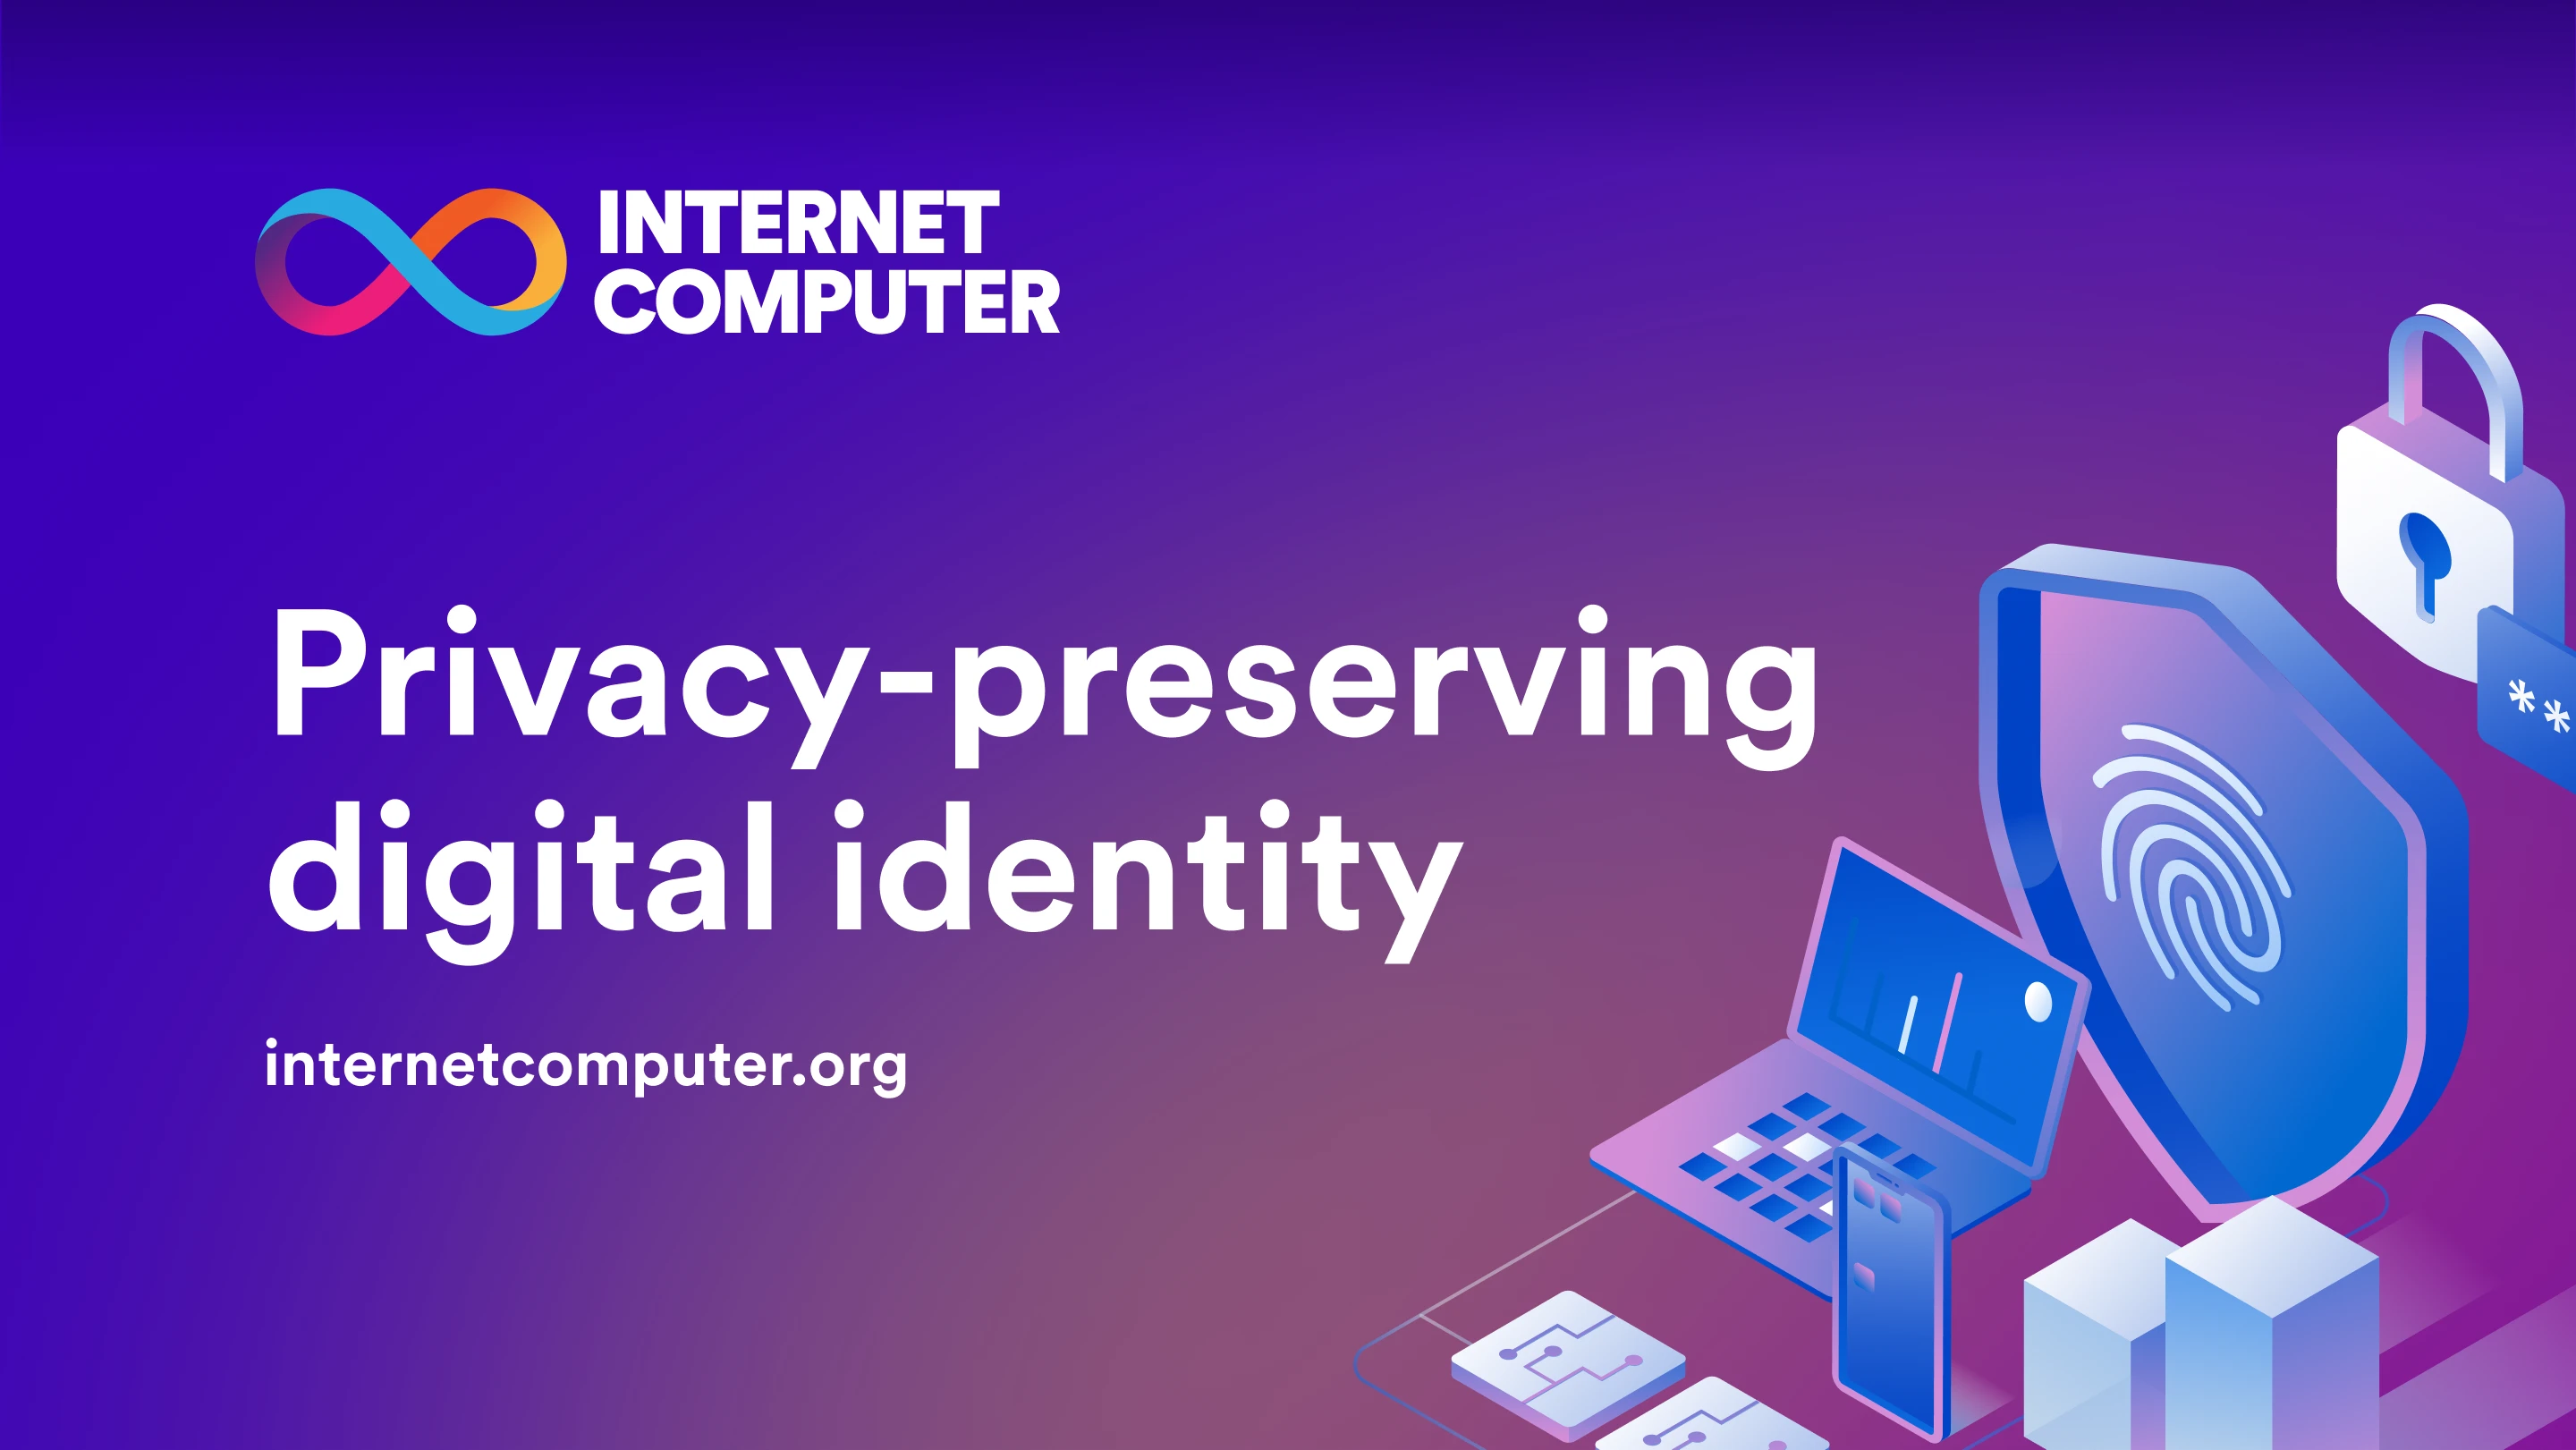 INTERNET
COMPUTER
Privacy-preserving
digital identity
internetcomputer.org
**